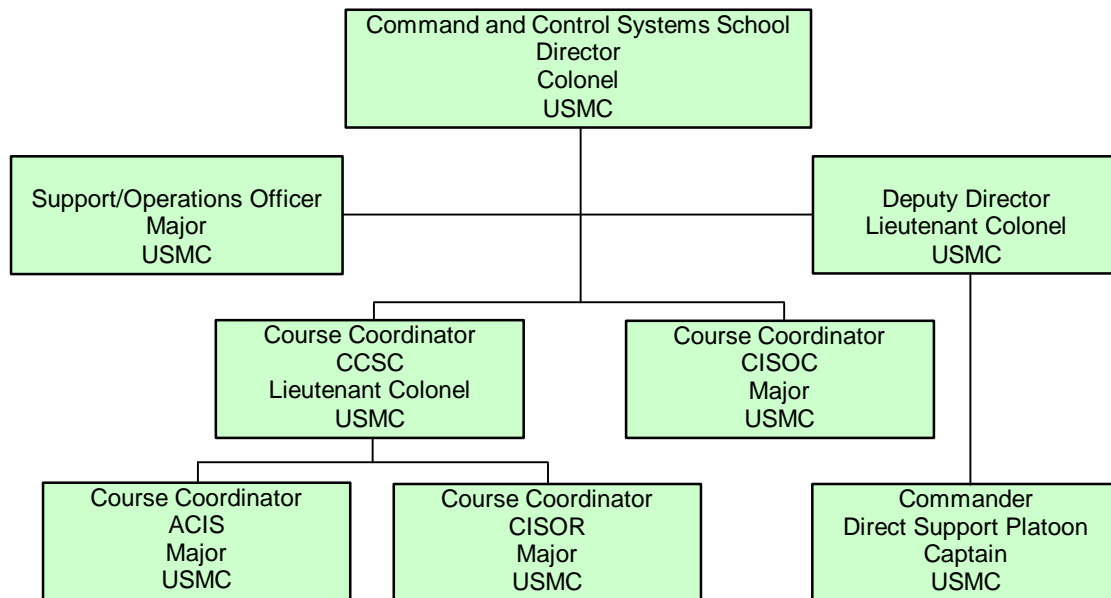 Command and Control Systems School
Director
Colonel
USMC
Support/Operations Officer
Major
USMC
Deputy Director
Lieutenant Colonel
USMC
Course Coordinator
CCSC
Lieutenant Colonel
USMC
Course Coordinator
CISOC
Major
USMC
Course Coordinator
ACIS
Major
USMC
Course Coordinator
CISOR
Major
USMC
Commander
Direct Support Platoon
Captain
USMC